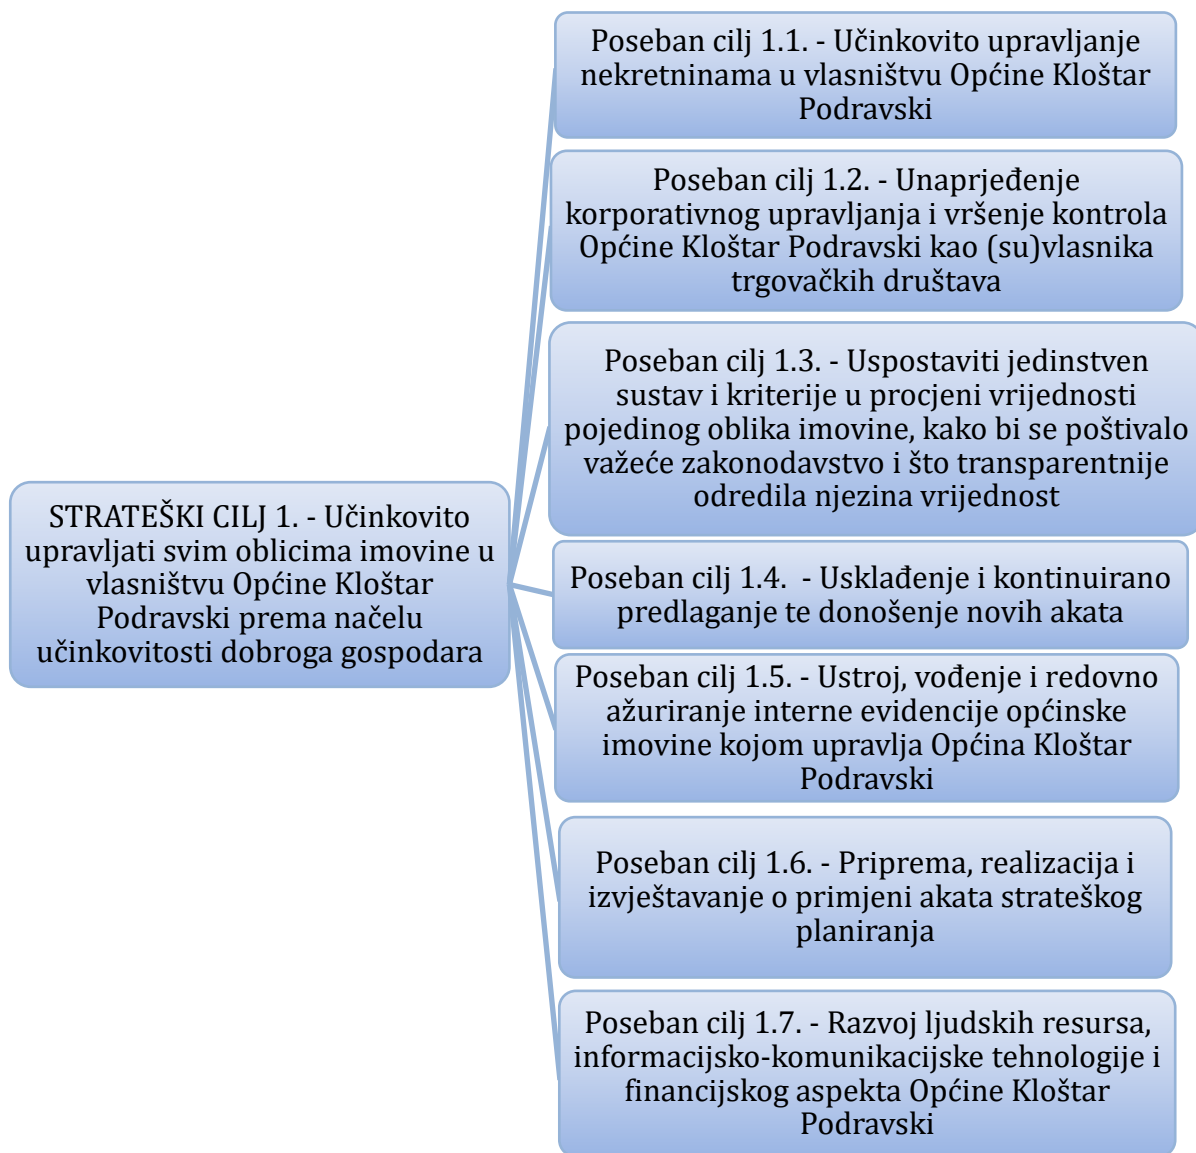 STRATEŠKI CILJ 1. - Učinkovito
upravljati svim oblicima imovine u
vlasništvu Općine Kloštar
Podravski prema načelu
učinkovitosti dobroga gospodara
Poseban cilj 1.1. - Učinkovito upravljanje
nekretninama u vlasništvu Općine Kloštar
Podravski
Poseban cilj 1.2. - Unaprjeđenje
korporativnog upravljanja i vršenje kontrola
Općine Kloštar Podravski kao (su)vlasnika
trgovačkih društava
Poseban cilj 1.3. - Uspostaviti jedinstven
sustav i kriterije u procjeni vrijednosti
pojedinog oblika imovine, kako bi se poštivalo
važeće zakonodavstvo i što transparentnije
odredila njezina vrijednost
Poseban cilj 1.4.  - Usklađenje i kontinuirano
predlaganje te donošenje novih akata
Poseban cilj 1.5. - Ustroj, vođenje i redovno
ažuriranje interne evidencije općinske
imovine kojom upravlja Općina Kloštar
Podravski
Poseban cilj 1.6. - Priprema, realizacija i
izvještavanje o primjeni akata strateškog
planiranja
Poseban cilj 1.7. - Razvoj ljudskih resursa,
informacijsko-komunikacijske tehnologije i
financijskog aspekta Općine Kloštar
Podravski